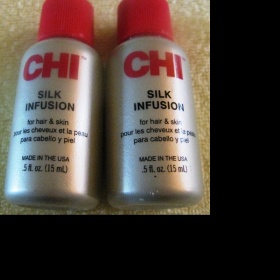 CHI™
SILK
INFUSION
for hair & skin
pour les cheveux et la peau
para cabello y piel
MADE IN THE USA
.5 fl. oz. (15 mL)
CHI™
SILK
INFUSION
for hair & skin
pour les cheveux et la peau
para cabello y piel
MADE IN THE USA
.5 fl. oz. (15 mL)